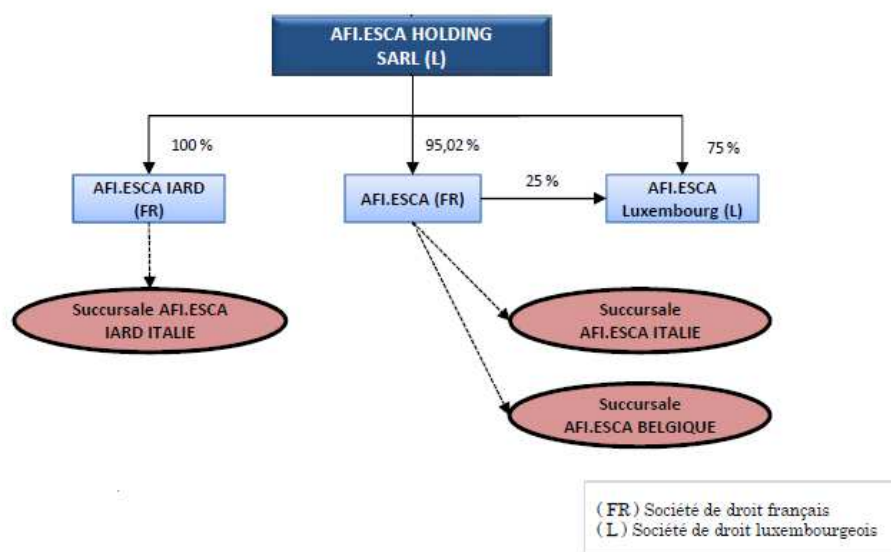 AFI.ESCA HOLDING
SARL (L)
100 %
95,02 %
75 %
AFI.ESCA IARD
(FR)
AFI.ESCA (FR)
25 %
AFI.ESCA
Luxembourg (L)
Succursale AFI.ESCA
IARD ITALIE
Succursale
AFI.ESCA ITALIE
Succursale
AFI.ESCA BELGIQUE
( FR ) Société de droit français
( L ) Société de droit luxembourgeois